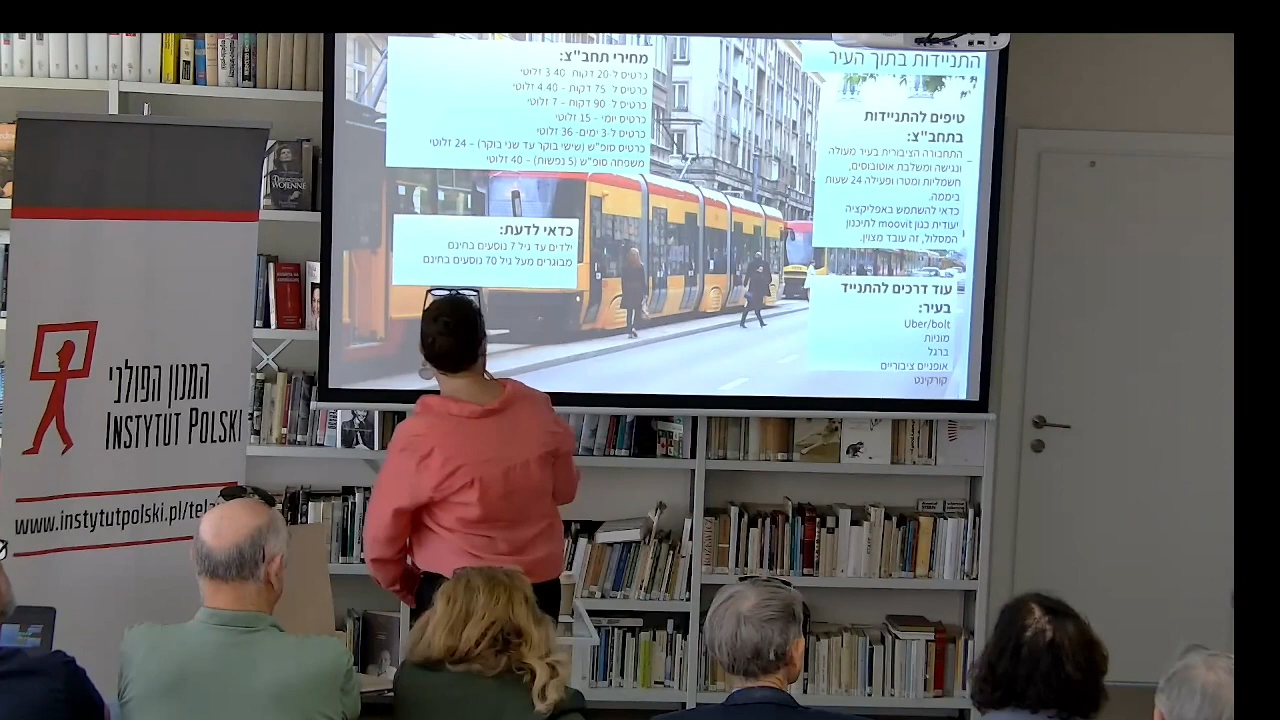 התניידות בתוך העיר
טיפים להתניידות
בתחב"צ:
התחבורה הציבורית בעיר מעולה
ונגישה ומשלבת אוטובוסים,
חשמליות ומטרו ופעילה 24 שעות
ביממה.
כדאי להשתמש באפליקציה
יעודית כגון moovit לתיכנון
המסלול, זה עובד מצוין.
עוד דרכים להתנייד
בעיר:
Uber/bolt
מוניות
ברגל
אופניים ציבוריים
קורקינט
מחירי תחב"צ:
כרטיס ל-20 דקות 3.40 זלוטי
כרטיס ל- 75 דקות - 4.40 זלוטי
כרטיס ל- 90 דקות - 7 זלוטי
כרטיס יומי - 15 זלוטי
כרטיס ל-3 ימים- 36 זלוטי
כרטיס סופ"ש (שישי בוקר עד שני בוקר) – 24 זלוטי
משפחה סופ"ש (5 נפשות) – 40 זלוטי
כדאי לדעת:
ילדים עד גיל 7 נוסעים בחינם
מבוגרים מעל גיל 70 נוסעים בחינם
המכון הפולני
INSTYTUT POLSKI
www.instytutpolski.pl/tela
WOJENNE